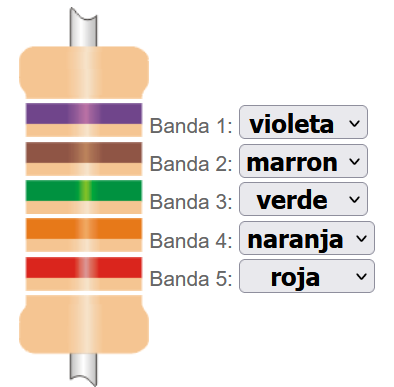 Banda 1: violeta
Banda 2: marron
Banda 3: verde
Banda 4: naranja
Banda 5: roja